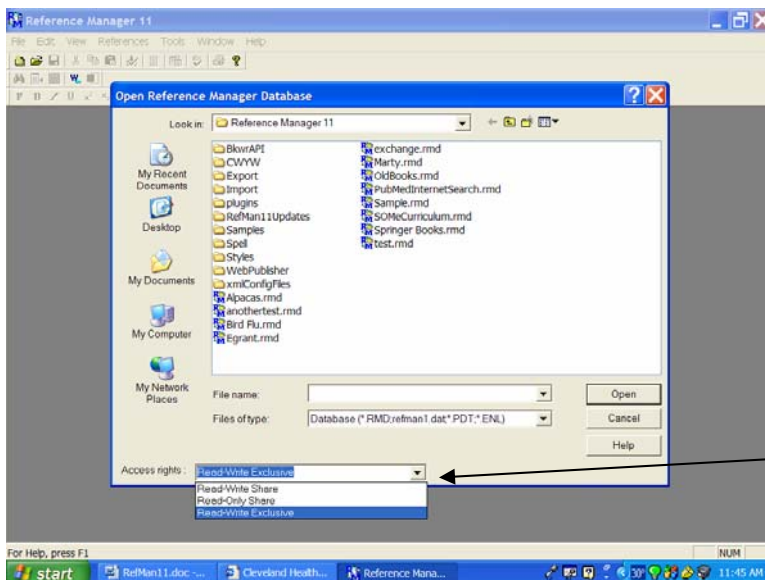 Reference Manager 11
File Edit View References Tools Window Help
Open Reference Manager Database
Look in: Reference Manager 11
My Recent Documents
Desktop
My Documents
My Computer
My Network Places
BkwrAPI
CWYW
Export
Import
plugins
RefMan11Updates
Samples
Spell
Styles
WebPublisher
xmlConfigFiles
Alpacas.rmd
anothertest.rmd
Bird Flu.rmd
Egrant.rmd
exchange.rmd
Marty.rmd
OldBooks.rmd
PubMedInternetSearch.rmd
Sample.rmd
SOMeCurriculum.rmd
Springer Books.rmd
test.rmd
File name:
Open
Files of type: Database (*.RMD;refman1.dat;*.PDT;*.ENL)
Cancel
Help
Access rights : Read-Write Exclusive
Read-Write Share
Read-Only Share
Read-Write Exclusive
For Help, press F1
NUM
start
RefMan11.doc -...
Cleveland Health...
Reference Mana...
30°
11:45 AM